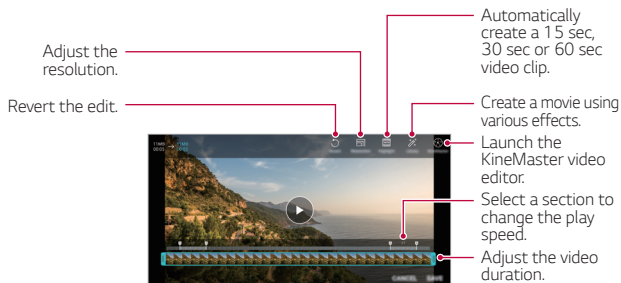 Adjust the
resolution.
Revert the edit.
Automatically
create a 15 sec,
30 sec or 60 sec
video clip.
Create a movie using
various effects.
Launch the
KineMaster video
editor.
Select a section to
change the play
speed.
Adjust the video
duration.
CANCEL SAVE